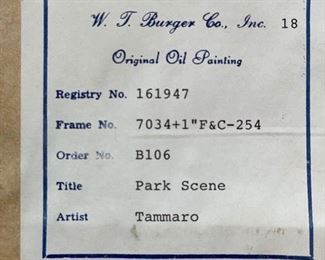 W. T. Burger Co., Inc. 18
Original Oil Painting
Registry No. 161947
Frame No. 7034+1"F&C-254
Order No. B106
Title Park Scene
Artist Tammaro